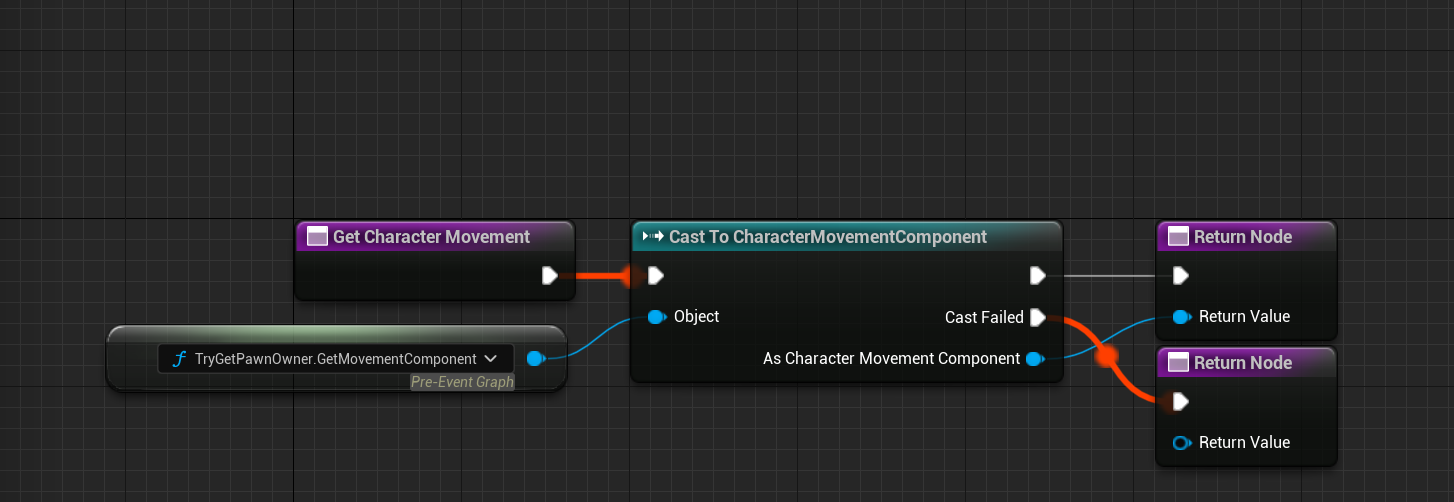 Get Character Movement
Cast To CharacterMovementComponent
Return Node
Object
Return Value
Cast Failed
TryGetPawnOwner.GetMovementComponent
Pre-Event Graph
As Character Movement Component
Return Node
Return Value